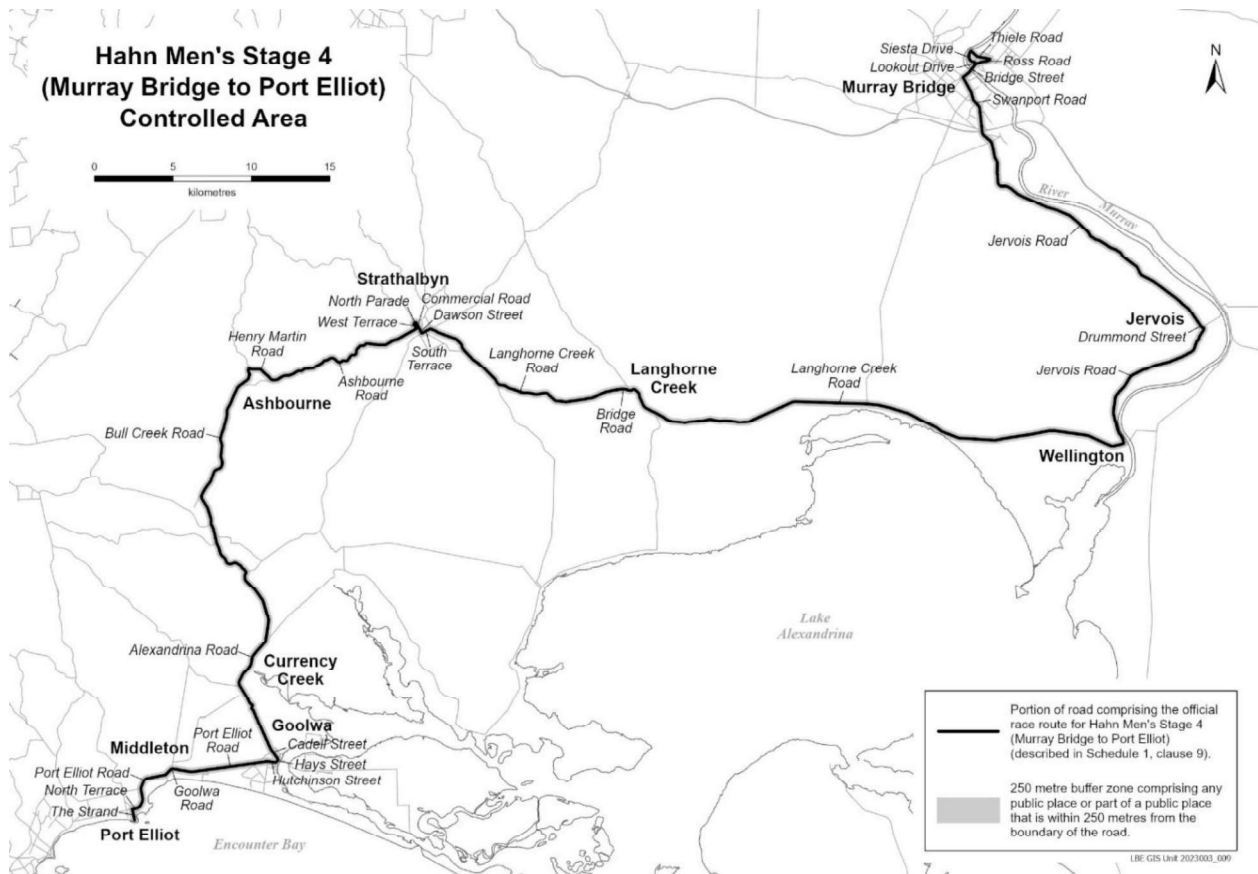 Hahn Men's Stage 4
(Murray Bridge to Port Elliot)
Controlled Area
0 5 10 15
kilometres
N
Siesta Drive
Thiele Road
Lookout Drive
Ross Road
Bridge Street
Murray Bridge
Swanport Road
River
Murray
Jervois Road
Jervois
Drummond Street
Jervois Road
Wellington
Strathalbyn
North Parade
Commercial Road
West Terrace
Dawson Street
South
Terrace
Henry Martin
Road
Ashbourne
Road
Ashbourne
Langhorne Creek
Road
Langhorne
Creek
Bridge
Road
Langhorne Creek
Road
Bull Creek Road
Lake
Alexandrina
Alexandrina Road
Currency
Creek
Goolwa
Port Elliot
Road
Cadell Street
Hays Street
Hutchinson Street
Middleton
Port Elliot Road
North Terrace
Goolwa
Road
The Strand
Port Elliot
Encounter Bay
Portion of road comprising the official
race route for Hahn Men's Stage 4
(Murray Bridge to Port Elliot)
(described in Schedule 1, clause 9).
250 metre buffer zone comprising any
public place or part of a public place
that is within 250 metres from the
boundary of the road.
LBE GIS Unit 2023003_009